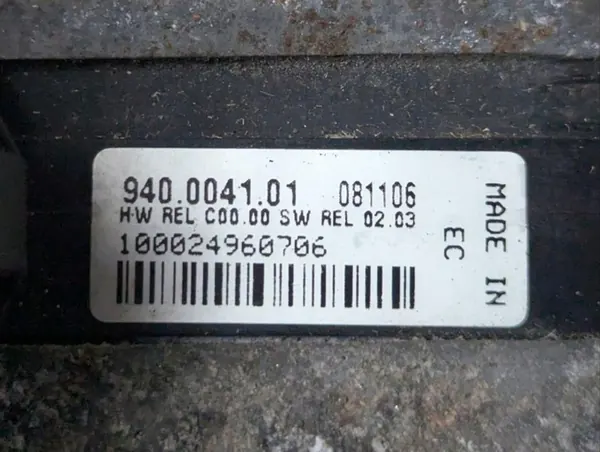 940.0041.01 081106
H·W REL C00.00 SW REL 02.03
100024960706
MADE IN
EC